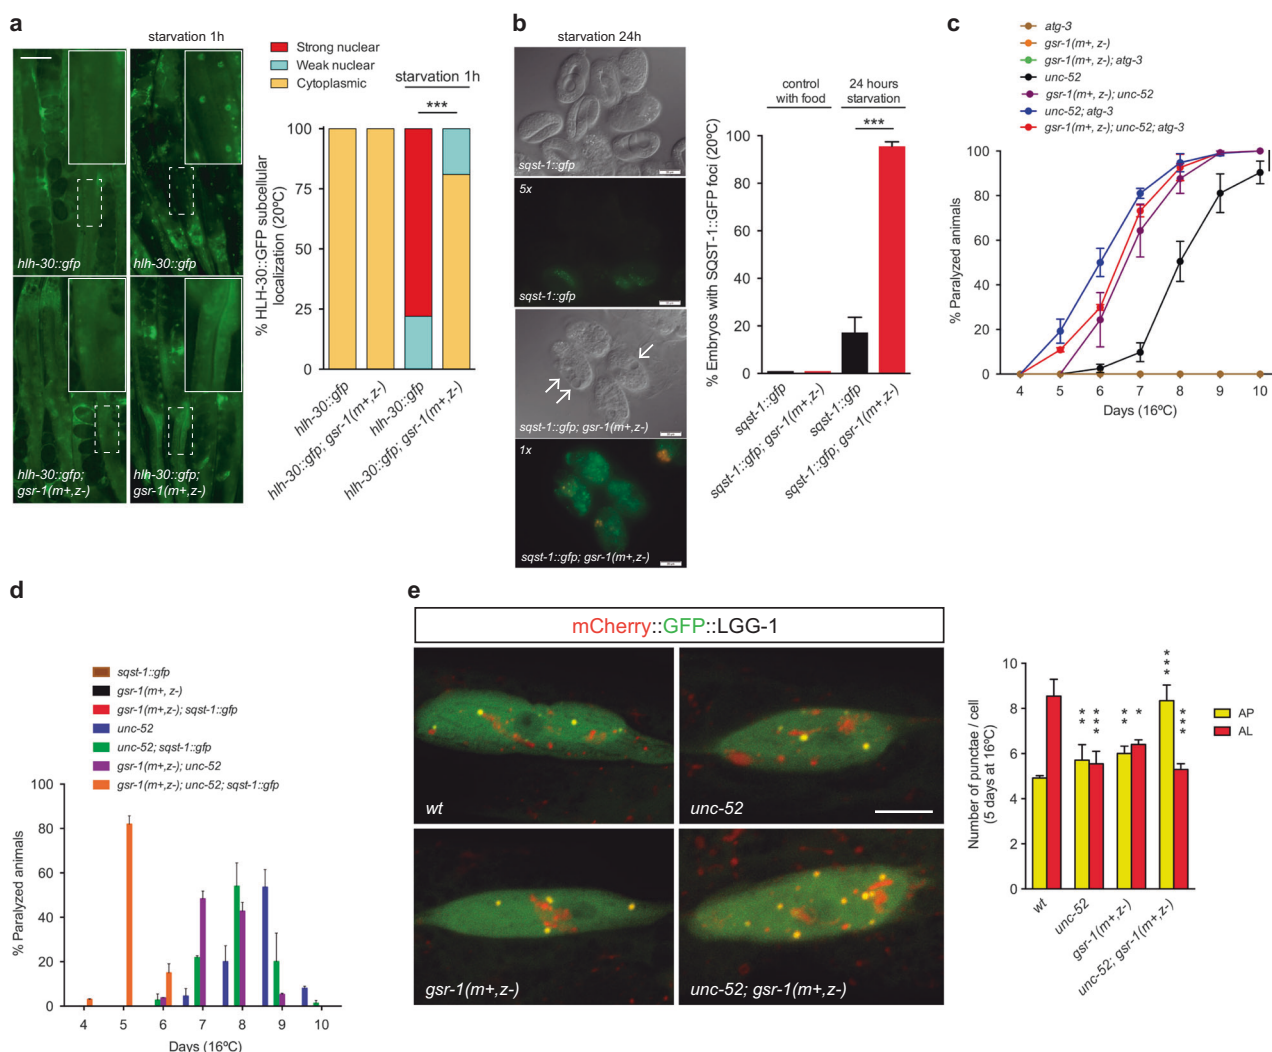 a
starvation 1h
hlh-30::gfp
hlh-30::gfp
hlh-30::gfp;
gsr-1(m+,z-)
hlh-30::gfp;
gsr-1(m+,z-)
Strong nuclear
Weak nuclear
Cytoplasmic
starvation 1h
***
% HLH-30::GFP subcellular
localization (20ºC)
100
75
50
25
0
hlh-30::gfp
hlh-30::gfp; gsr-1(m+,z-)
hlh-30::gfp
hlh-30::gfp; gsr-1(m+,z-)
b
starvation 24h
sqst-1::gfp
5x
sqst-1::gfp
sqst-1::gfp; gsr-1(m+,z-)
1x
sqst-1::gfp; gsr-1(m+,z-)
control
with food
24 hours
starvation
***
% Embryos with SQST-1::GFP foci (20ºC)
100
80
60
40
20
0
sqst-1::gfp
sqst-1::gfp; gsr-1(m+,z-)
sqst-1::gfp
sqst-1::gfp; gsr-1(m+,z-)
c
atg-3
gsr-1(m+, z-)
gsr-1(m+, z-); atg-3
unc-52
gsr-1(m+, z-); unc-52
unc-52; atg-3
gsr-1(m+, z-); unc-52; atg-3
% Paralyzed animals
100
80
60
40
20
0
4 5 6 7 8 9 10
Days (16ºC)
d
sqst-1::gfp
gsr-1(m+, z-)
gsr-1(m+,z-); sqst-1::gfp
unc-52
unc-52; sqst-1::gfp
gsr-1(m+,z-); unc-52
gsr-1(m+,z-); unc-52; sqst-1::gfp
% Paralyzed animals
100
80
60
40
20
0
4 5 6 7 8 9 10
Days (16ºC)
e
mCherry::GFP::LGG-1
wt
unc-52
gsr-1(m+,z-)
unc-52; gsr-1(m+,z-)
Number of punctae / cell
(5 days at 16ºC)
10
8
6
4
2
0
**
***
**
*
***
***
AP
AL
wt
unc-52
gsr-1(m+,z-)
unc-52; gsr-1(m+,z-)